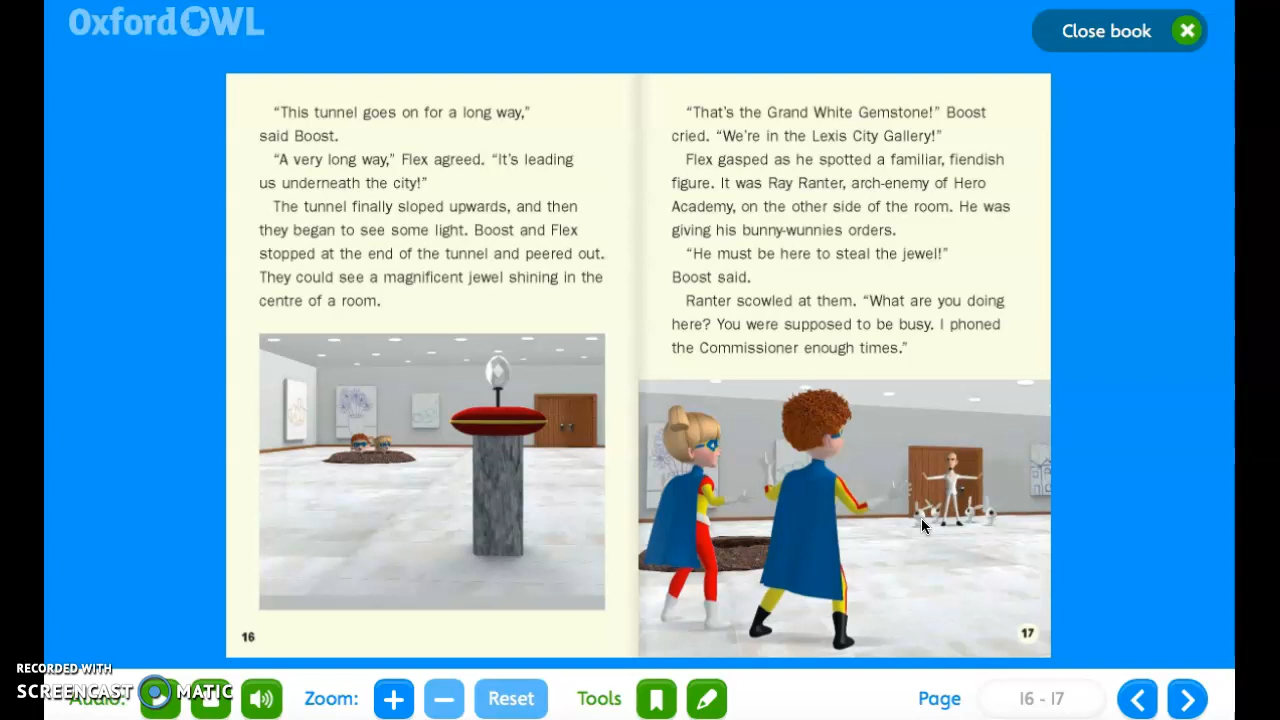 OxfordOWL
Close book
“This tunnel goes on for a long way,”
said Boost.
“A very long way,” Flex agreed. “It’s leading
us underneath the city!”
The tunnel finally sloped upwards, and then
they began to see some light. Boost and Flex
stopped at the end of the tunnel and peered out.
They could see a magnificent jewel shining in the
centre of a room.
16
“That’s the Grand White Gemstone!” Boost
cried. “We’re in the Lexis City Gallery!”
Flex gasped as he spotted a familiar, fiendish
figure. It was Ray Ranter, arch-enemy of Hero
Academy, on the other side of the room. He was
giving his bunny-wunnies orders.
“He must be here to steal the jewel!”
Boost said.
Ranter scowled at them. “What are you doing
here? You were supposed to be busy. I phoned
the Commissioner enough times.”
17
RECORDED WITH
SCREENCAST MATIC
Audio:
Zoom:
Reset
Tools
Page
16 - 17